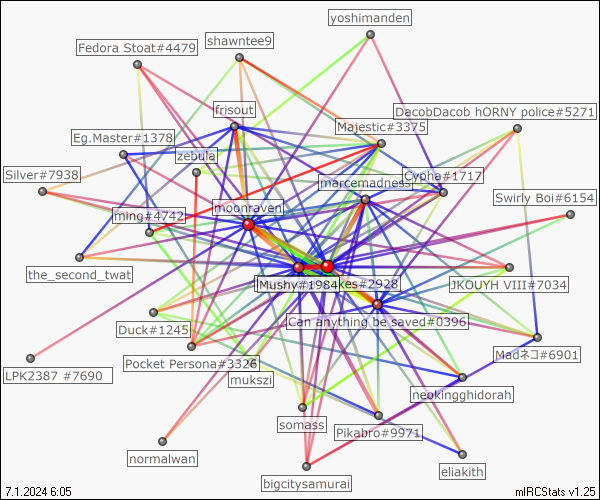 yoshimanden
shawntee9
Fedora Stoat#4479
frisout
DacobDacob hORNY police#5271
Majestic#3375
Eg.Master#1378
zebula
Silver#7938
marcemadness
Cyphe#1717
Swirly Boi#6154
moonraven
ming#4742
the_second_twat
Mushy#1984
kes#2928
JKOUYH VIII#7034
Can anything be saved#0396
Duck#1245
Madネコ#6901
Pocket Persona#3326
LPK2387 #7690
mukszi
neokingghidorah
somass
Pikabro#9971
normalwan
eliakith
bigcitysamurai
7.1.2024 6:05
mIRCStats v1.25